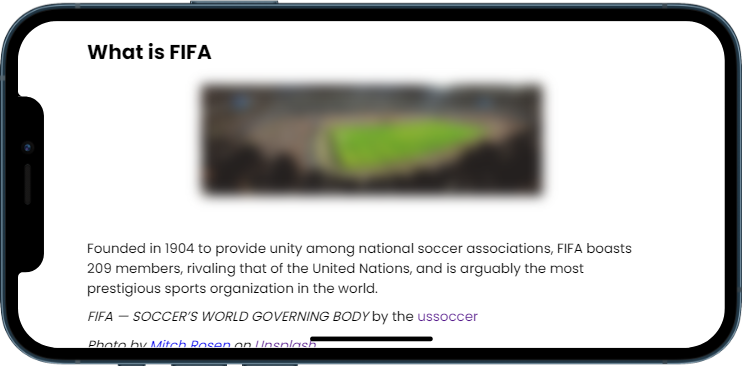 What is FIFA
Founded in 1904 to provide unity among national soccer associations, FIFA boasts
209 members, rivaling that of the United Nations, and is arguably the most
prestigious sports organization in the world.
FIFA — SOCCER'S WORLD GOVERNING BODY by the ussoccer
Photo by Mitch Rosen on Unsplash